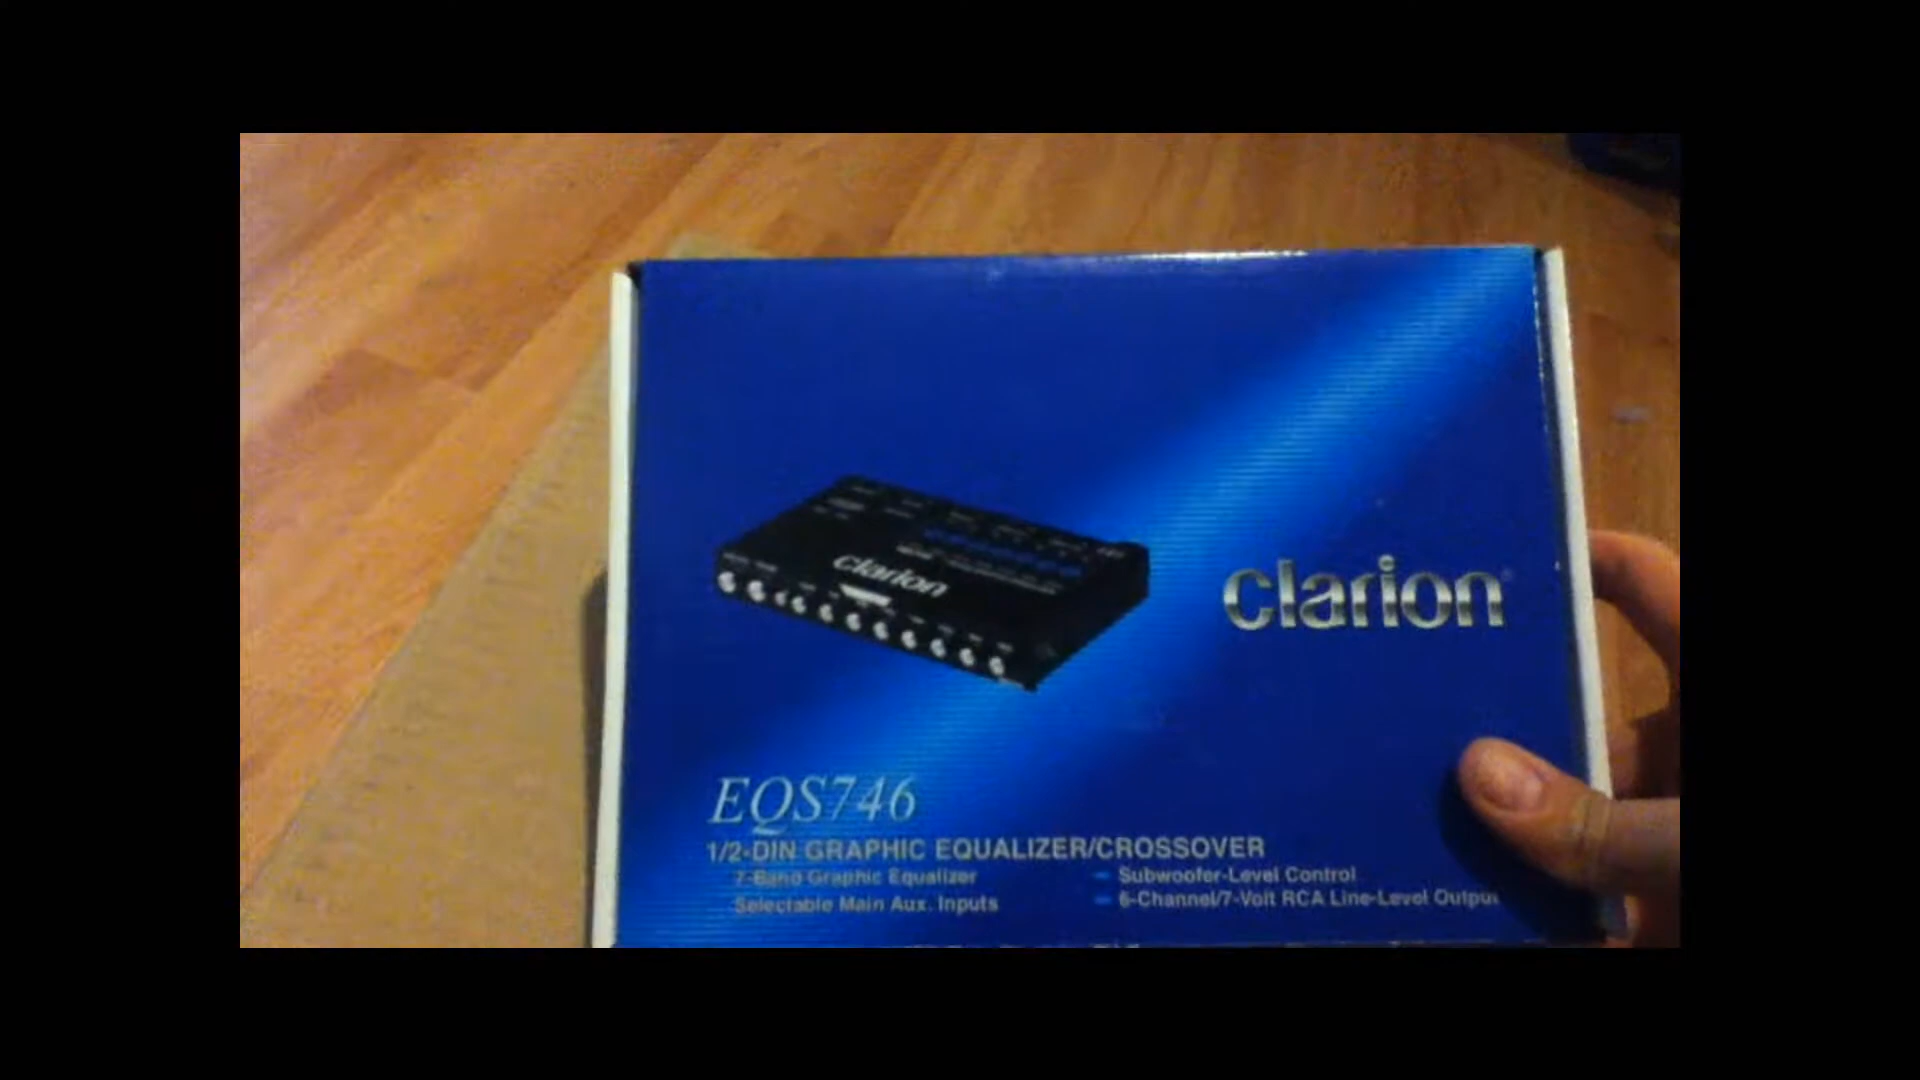 clarion
clarion
EQS746
1/2-DIN GRAPHIC EQUALIZER/CROSSOVER
7-Band Graphic Equalizer
Selectable Main Aux. Inputs
Subwoofer-Level Control
6-Channel/7-Volt RCA Line-Level Output